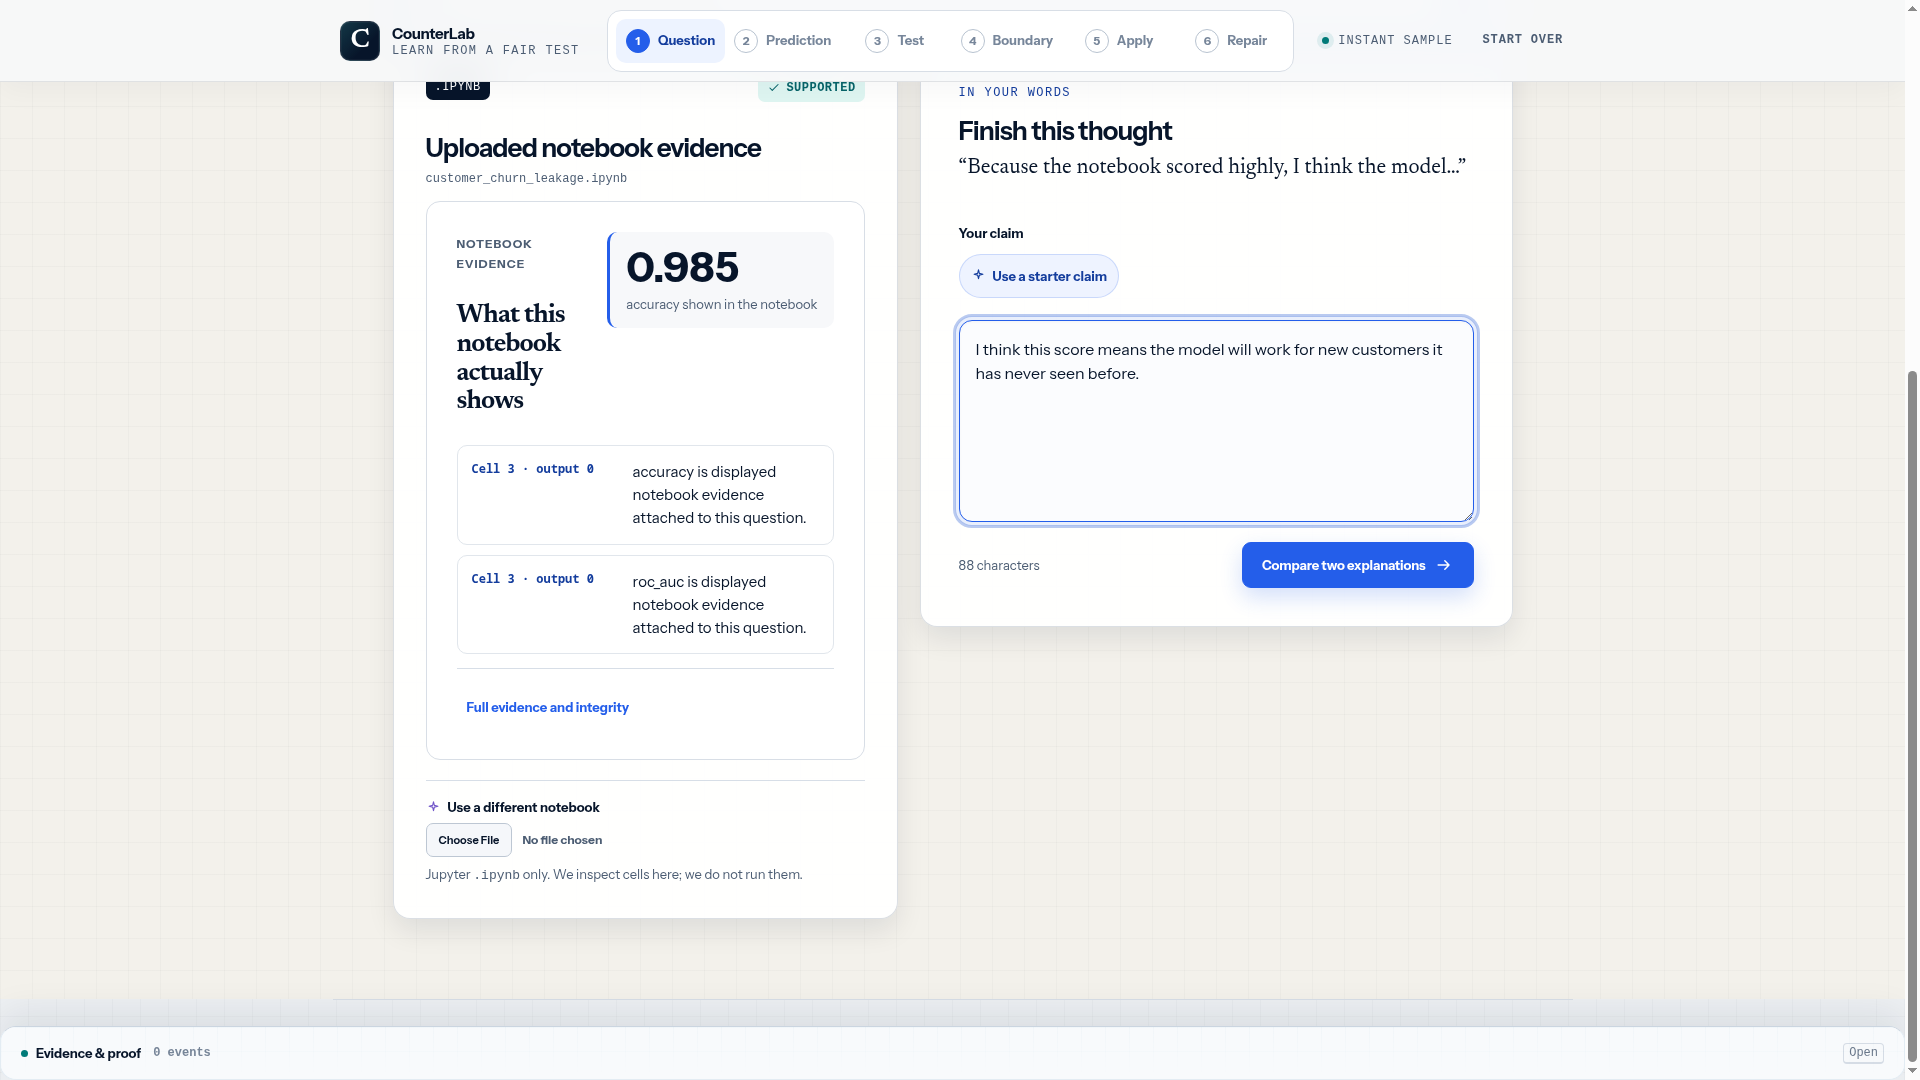 C
CounterLab
LEARN FROM A FAIR TEST
1 Question
2 Prediction
3 Test
4 Boundary
5 Apply
6 Repair
INSTANT SAMPLE
START OVER
.IPYNB
✓ SUPPORTED
Uploaded notebook evidence
customer_churn_leakage.ipynb
NOTEBOOK
EVIDENCE
What this
notebook
actually
shows
0.985
accuracy shown in the notebook
Cell 3 · output 0
accuracy is displayed
notebook evidence
attached to this question.
Cell 3 · output 0
roc_auc is displayed
notebook evidence
attached to this question.
Full evidence and integrity
Use a different notebook
Choose File No file chosen
Jupyter .ipynb only. We inspect cells here; we do not run them.
IN YOUR WORDS
Finish this thought
“Because the notebook scored highly, I think the model...”
Your claim
Use a starter claim
I think this score means the model will work for new customers it
has never seen before.
88 characters
Compare two explanations →
Evidence & proof 0 events
Open